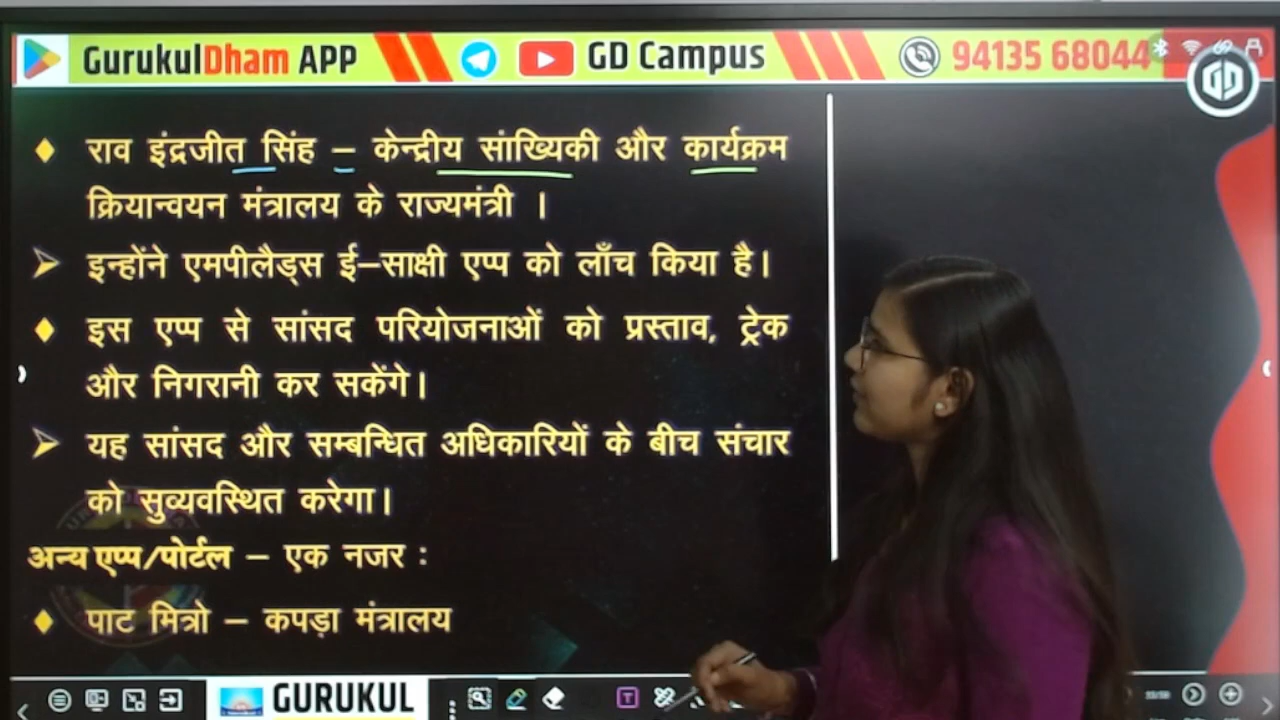 GurukulDham APP GD Campus 94135 68044
GD
राव इंद्रजीत सिंह – केन्द्रीय सांख्यिकी और कार्यक्रम
क्रियान्वयन मंत्रालय के राज्यमंत्री ।
इन्होंने एमपीलैड्स ई–साक्षी एप्प को लाँच किया है।
इस एप्प से सांसद परियोजनाओं को प्रस्ताव, ट्रेक
और निगरानी कर सकेंगे।
यह सांसद और सम्बन्धित अधिकारियों के बीच संचार
को सुव्यवस्थित करेगा।
अन्य एप्प/पोर्टल – एक नजर :
पाट मित्रो – कपड़ा मंत्रालय
GURUKUL